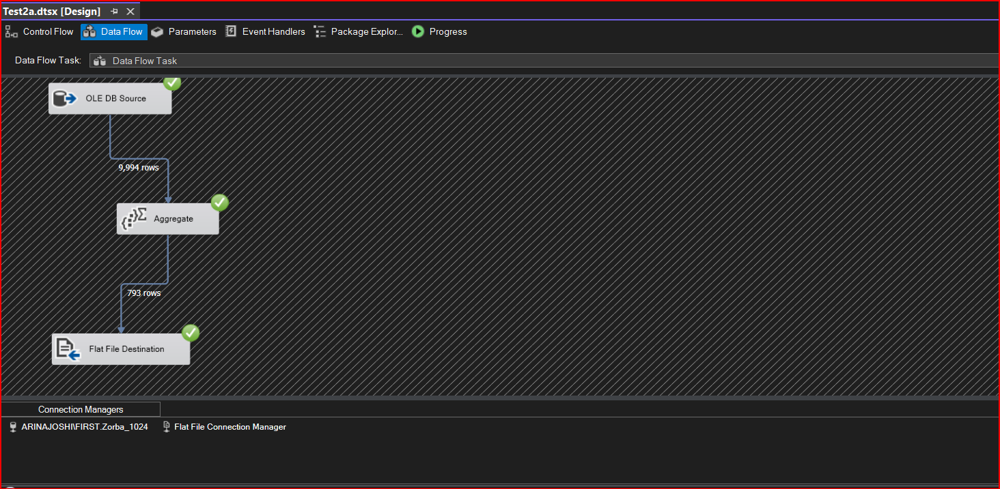 Test2a.dtsx [Design]
Control Flow Data Flow Parameters Event Handlers Package Explor... Progress
Data Flow Task: Data Flow Task
OLE DB Source
9,994 rows
Aggregate
793 rows
Flat File Destination
Connection Managers
ARINAJOSHI\FIRST.Zorba_1024 Flat File Connection Manager